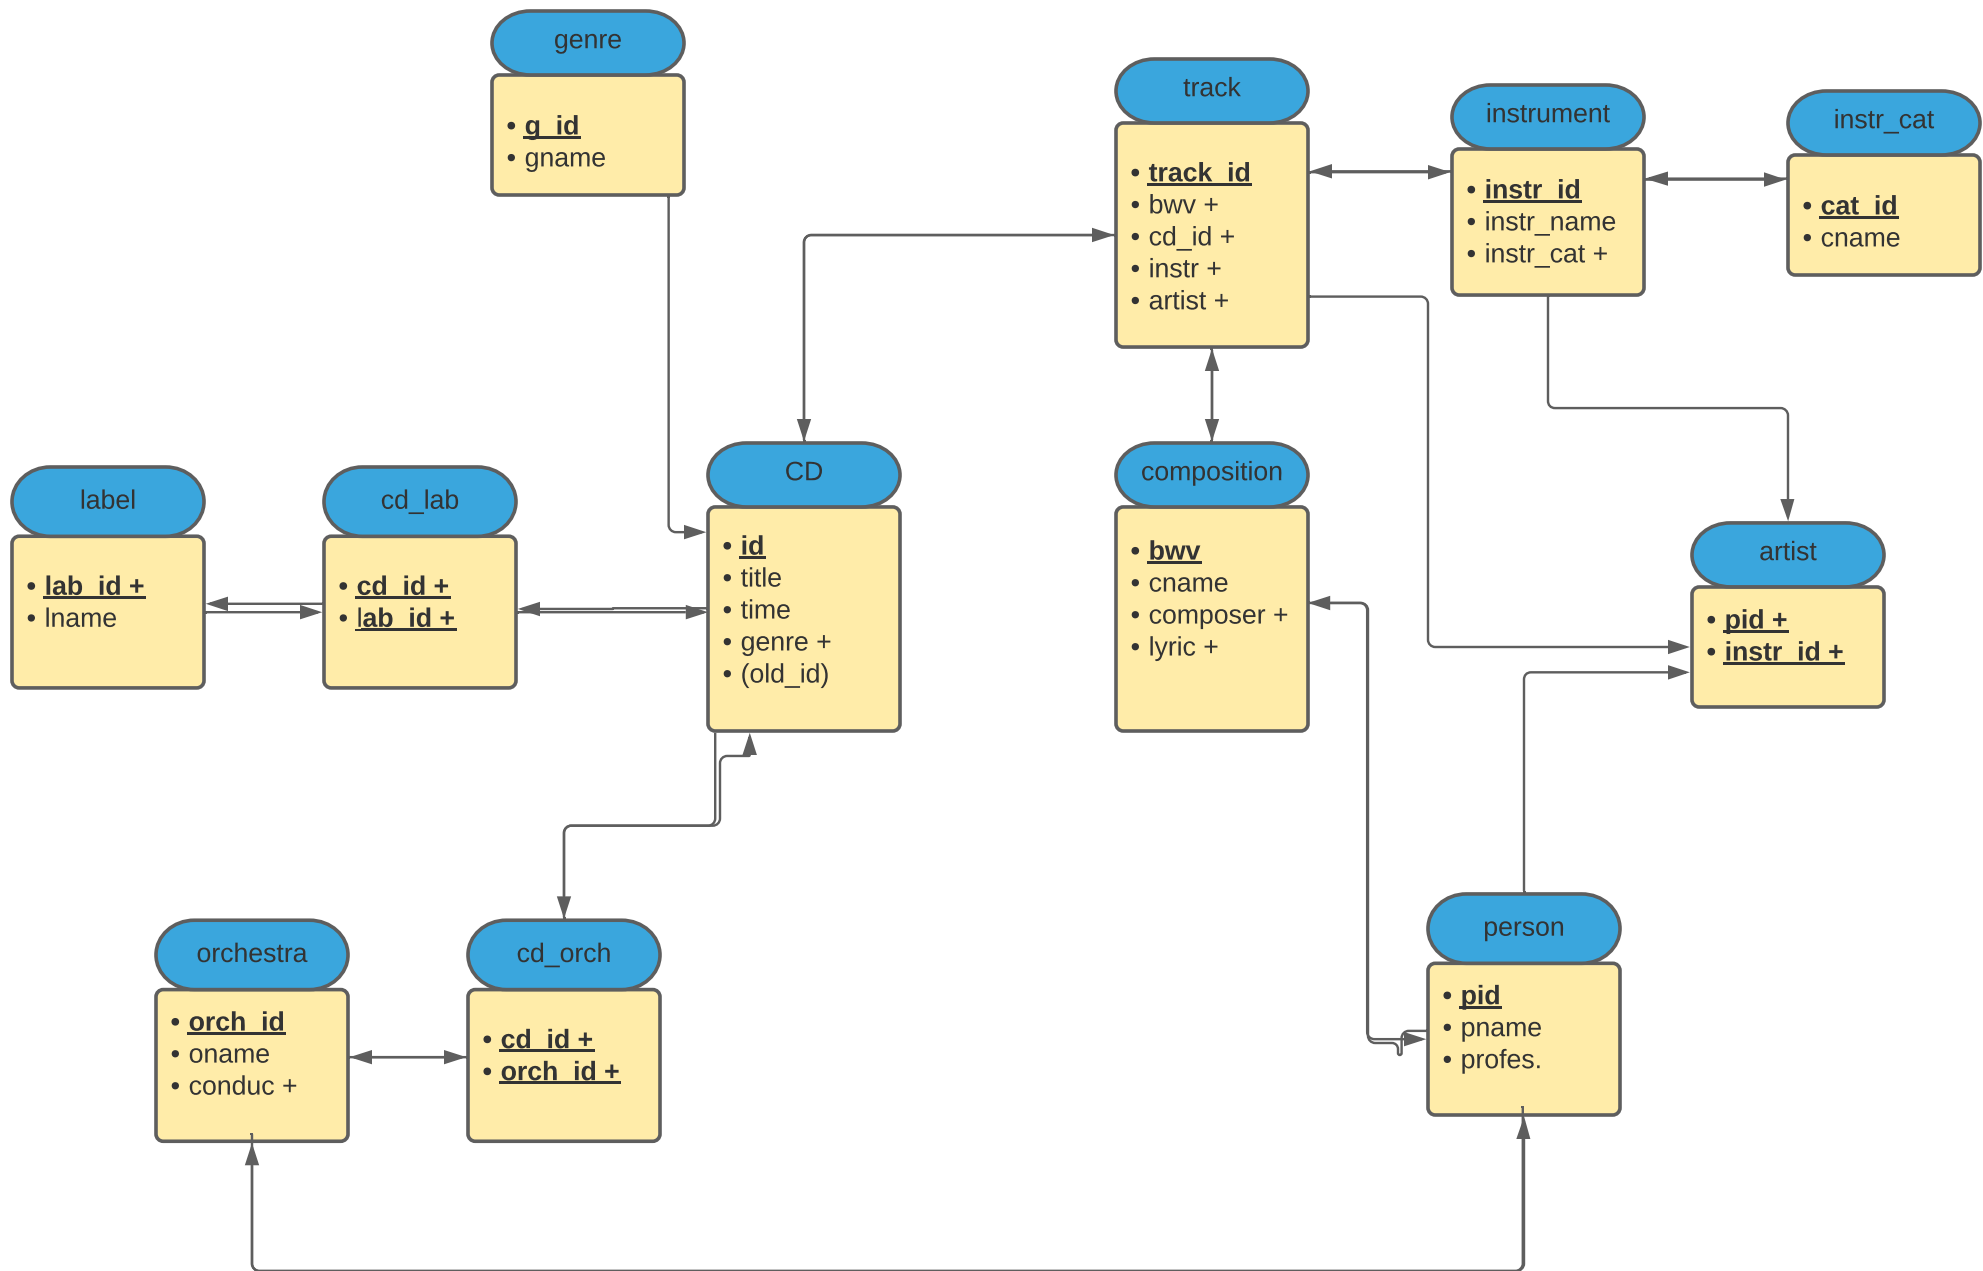 genre
• g_id
• gname
track
• track_id
• bwv +
• cd_id +
• instr +
• artist +
instrument
• instr_id
• instr_name
• instr_cat +
instr_cat
• cat_id
• cname
label
• lab_id +
• lname
cd_lab
• cd_id +
• lab_id +
CD
• id
• title
• time
• genre +
• (old_id)
composition
• bwv
• cname
• composer +
• lyric +
artist
• pid +
• instr_id +
orchestra
• orch_id
• oname
• conduc +
cd_orch
• cd_id +
• orch_id +
person
• pid
• pname
• profes.